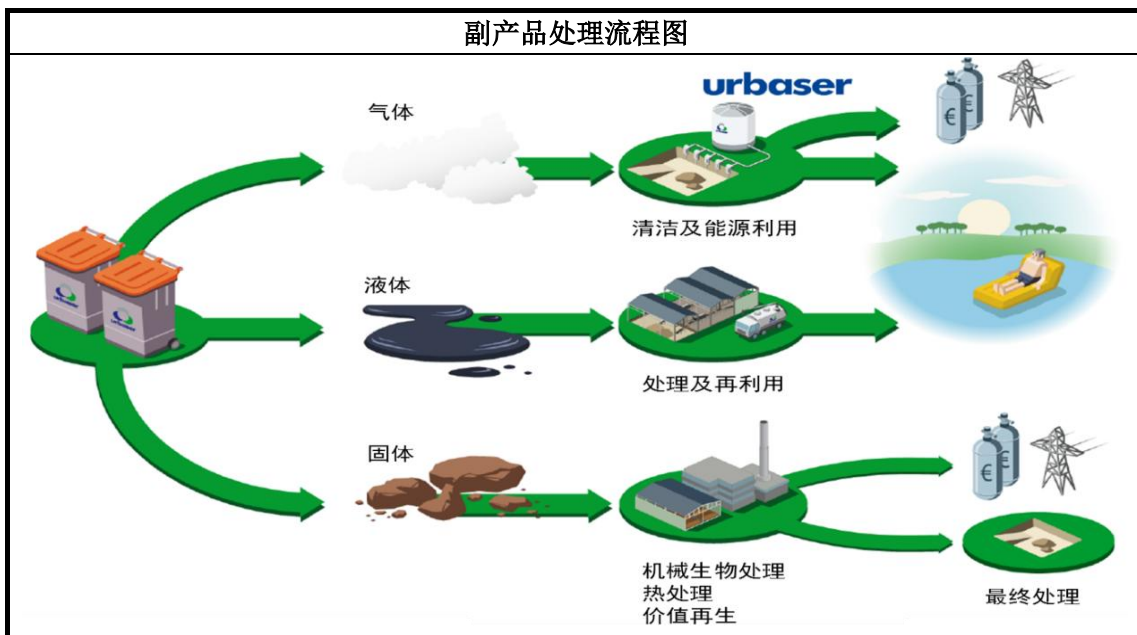 副产品处理流程图
urbaser
气体
清洁及能源利用
€
urbaser
urbaser
液体
处理及再利用
固体
€
机械生物处理
热处理
价值再生
最终处理